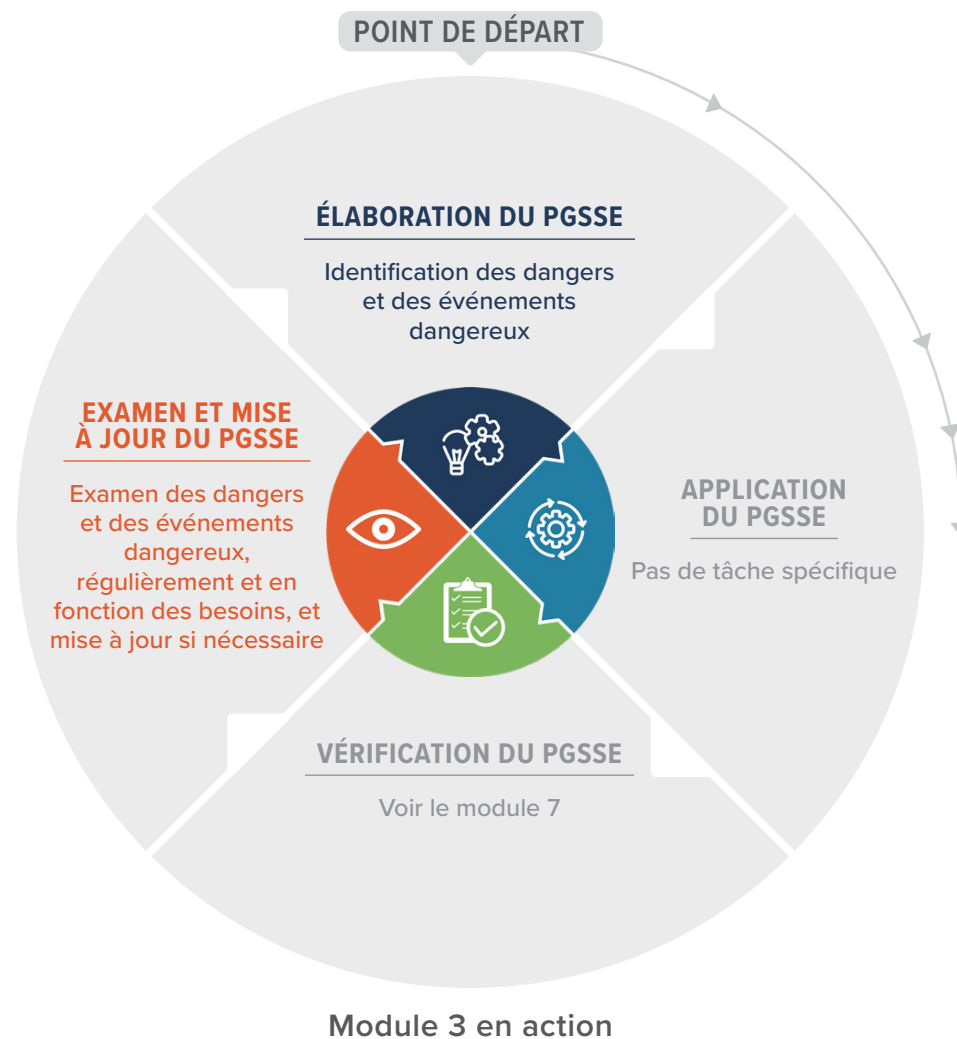 POINT DE DÉPART
ÉLABORATION DU PGSSE
Identification des dangers
et des événements
dangereux
APPLICATION
DU PGSSE
Pas de tâche spécifique
VÉRIFICATION DU PGSSE
Voir le module 7
EXAMEN ET MISE
À JOUR DU PGSSE
Examen des dangers
et des événements
dangereux,
régulièrement et en
fonction des besoins, et
mise à jour si nécessaire
Module 3 en action